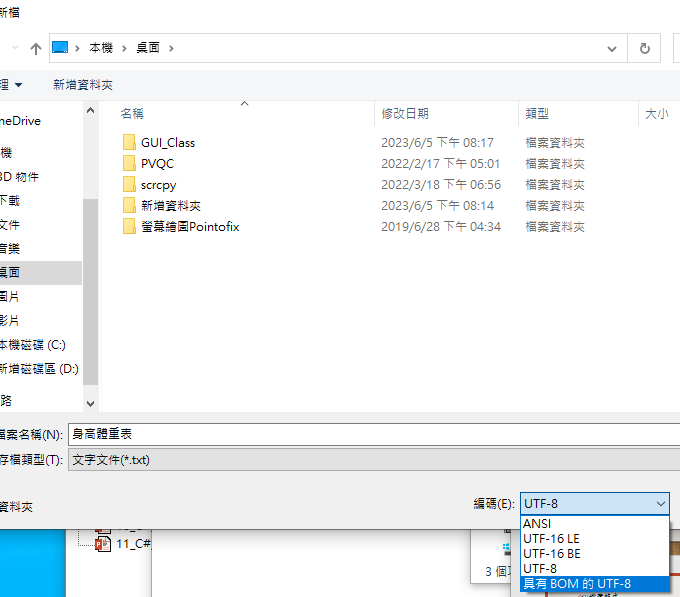 新檔
本機 桌面
理 新增資料夾
名稱 修改日期 類型 大小
neDrive
機
3D 物件
下載
文件
音樂
桌面
圖片
影片
本機磁碟 (C:)
新增磁碟區 (D:)
路
GUI_Class 2023/6/5 下午 08:17 檔案資料夾
PVQC 2022/2/17 下午 05:01 檔案資料夾
scrcpy 2022/3/18 下午 06:56 檔案資料夾
新增資料夾 2023/6/5 下午 08:14 檔案資料夾
螢幕繪圖Pointofix 2019/6/28 下午 04:34 檔案資料夾
檔案名稱(N): 身高體重表
存檔類型(T): 文字文件(*.txt)
資料夾
編碼(E): UTF-8
ANSI
UTF-16 LE
UTF-16 BE
UTF-8
具有 BOM 的 UTF-8
11_C#
3 個